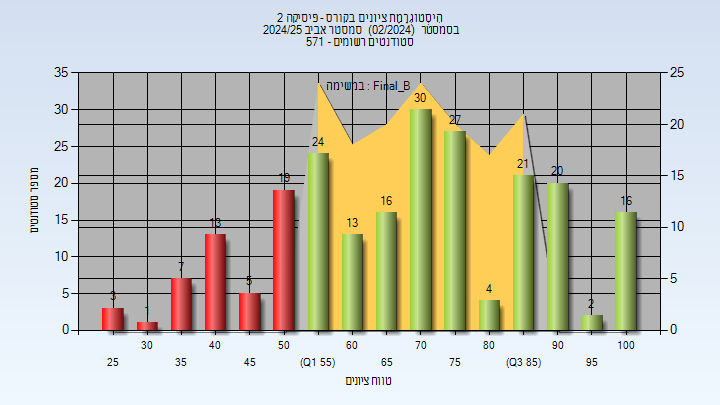 היסטוגרמת ציונים בקורס - פיסיקה 2
בסמסטר (02/2024) סמסטר אביב 2024/25
סטודנטים רשומים - 571
במשימה : Final_B
מספר סטודנטים
35 30 25 20 15 10 5 0
25 20 15 10 5 0
3 1 7 13 5 19 24 13 16 30 27 4 21 20 2 16
30 40 50 60 70 80 90 100
25 35 45 (Q1 55) 65 75 (Q3 85) 95
טווח ציונים